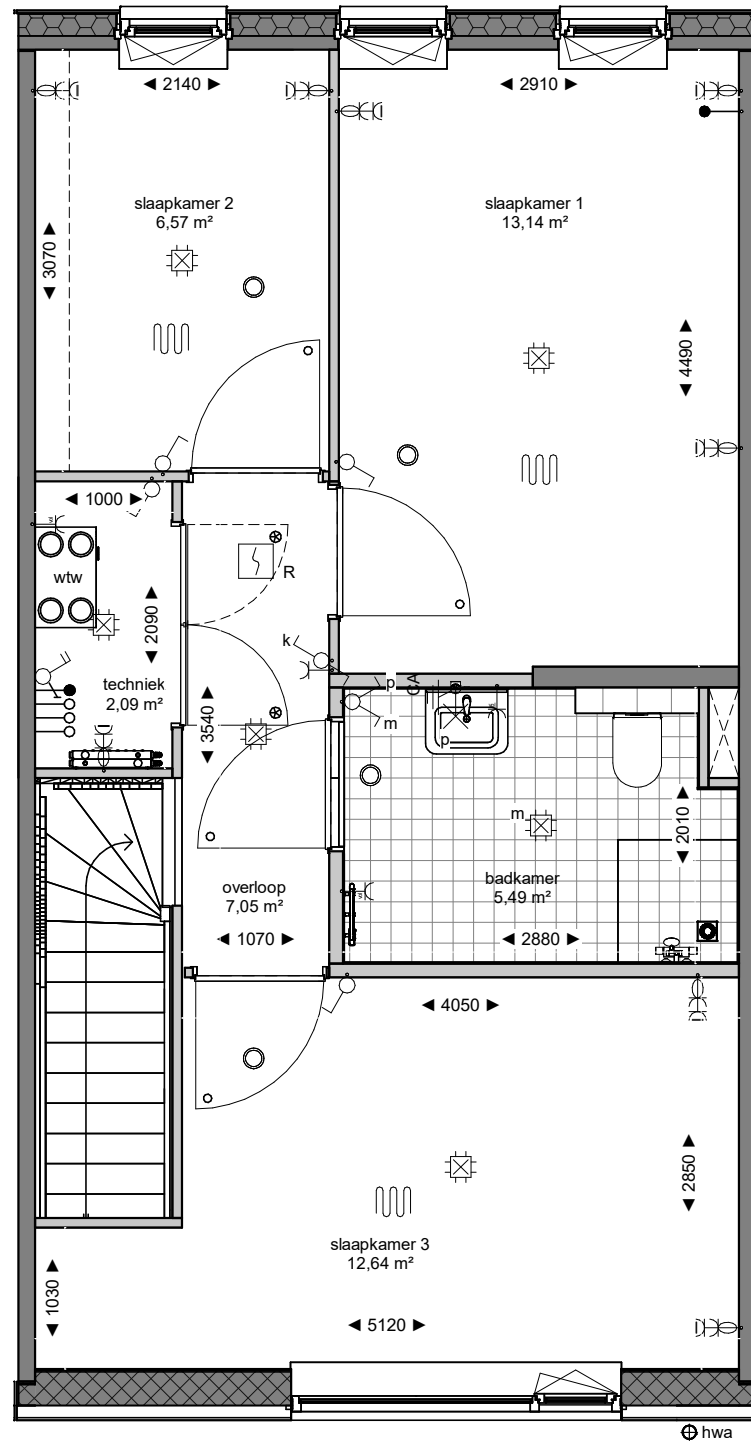 ◄ 2140 ►
◄ 2910 ►
slaapkamer 2
6,57 m²
slaapkamer 1
13,14 m²
◄ 3070 ►
◄ 4490 ►
◄ 1000 ►
wtw
R
◄ 2090 ►
k
techniek
2,09 m²
p
CA
m
◄ 3540 ►
p
m
◄ 2010 ►
overloop
7,05 m²
badkamer
5,49 m²
◄ 1070 ►
◄ 2880 ►
◄ 4050 ►
◄ 2850 ►
slaapkamer 3
12,64 m²
◄ 1030 ►
◄ 5120 ►
hwa